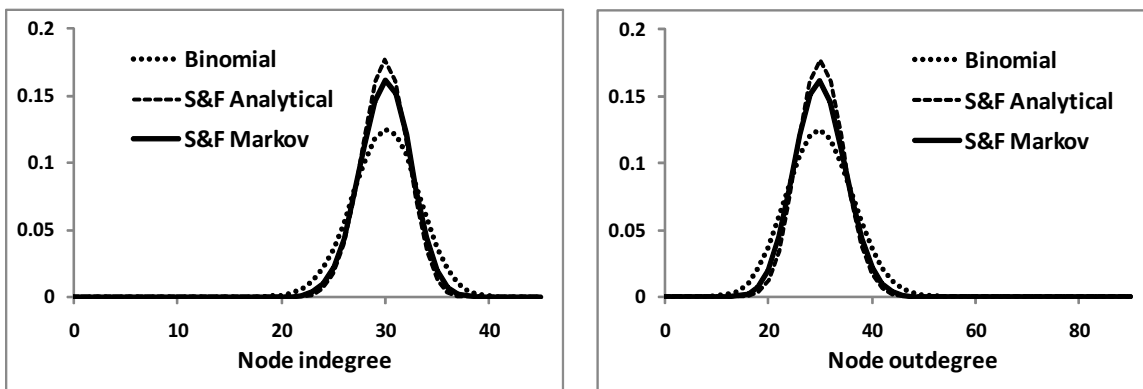 0.2
0.15
0.1
0.05
0
Binomial
S&F Analytical
S&F Markov
0 10 20 30 40
Node indegree
0.2
0.15
0.1
0.05
0
Binomial
S&F Analytical
S&F Markov
0 20 40 60 80
Node outdegree